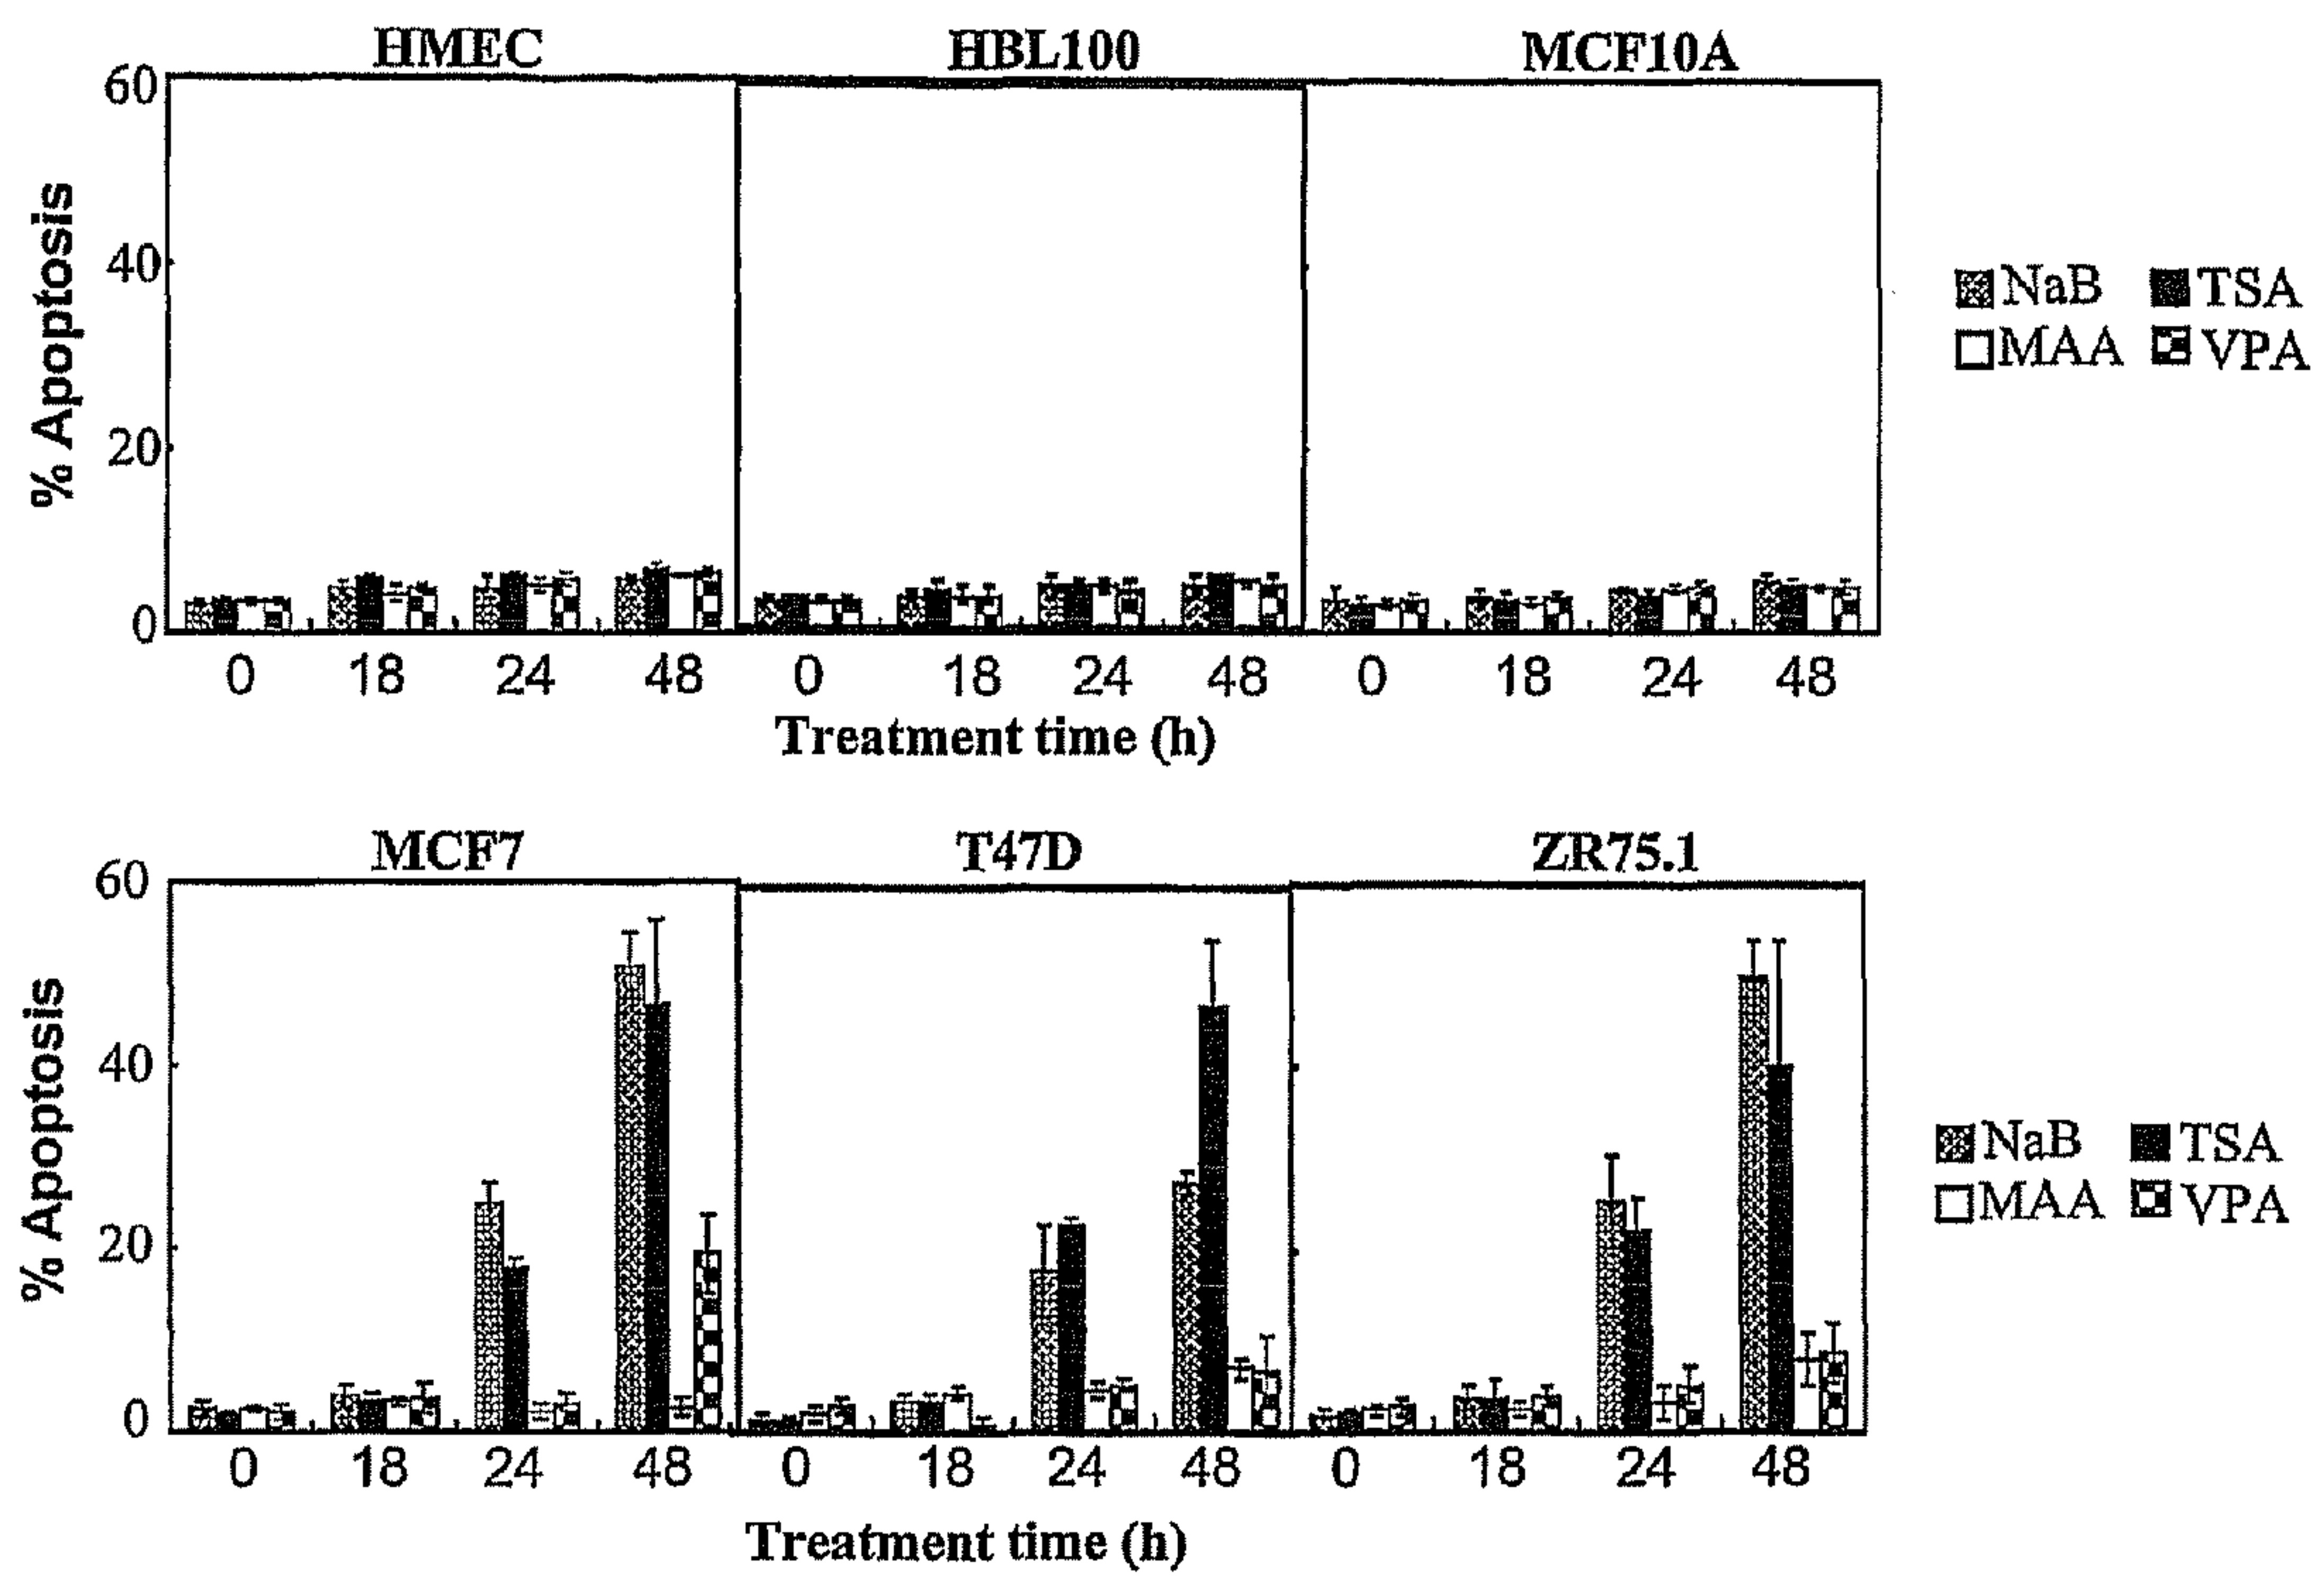 HMEC HBL100 MCF10A
60
40
20
0
% Apoptosis
0 18 24 48 0 18 24 48 0 18 24 48
Treatment time (h)
NaB TSA
MAA VPA
MCF7 T47D ZR75.1
60
40
20
0
% Apoptosis
0 18 24 48 0 18 24 48 0 18 24 48
Treatment time (h)
NaB TSA
MAA VPA